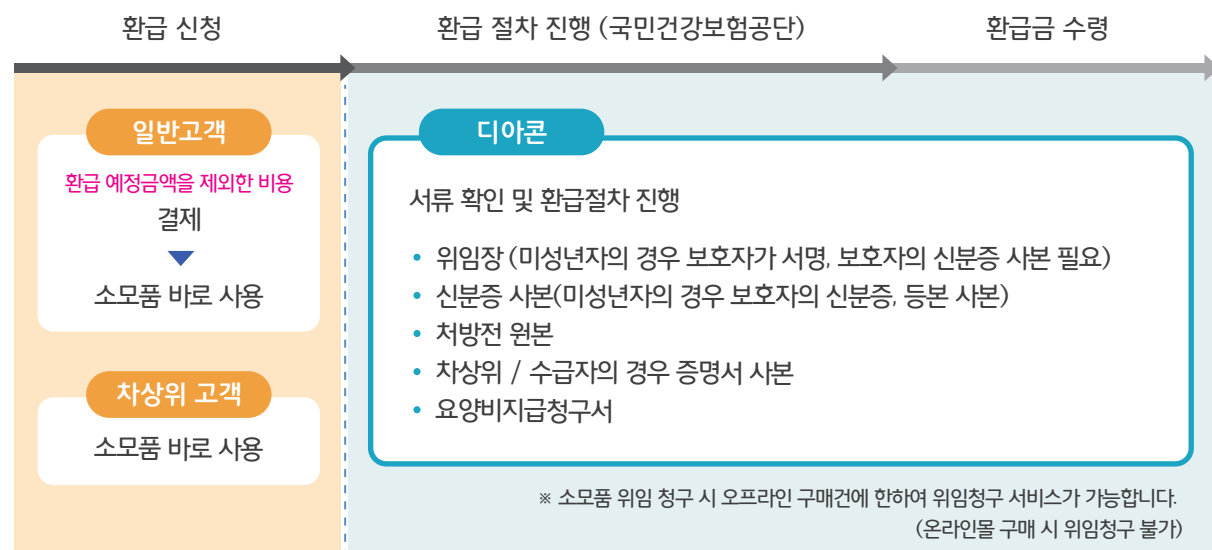 환급 신청
환급 절차 진행 (국민건강보험공단)
환급금 수령
일반고객
환급 예정금액을 제외한 비용
결제
소모품 바로 사용
차상위 고객
소모품 바로 사용
디아콘
서류 확인 및 환급절차 진행
• 위임장 (미성년자의 경우 보호자가 서명, 보호자의 신분증 사본 필요)
• 신분증 사본(미성년자의 경우 보호자의 신분증, 등본 사본)
• 처방전 원본
• 차상위 / 수급자의 경우 증명서 사본
• 요양비지급청구서
※ 소모품 위임 청구 시 오프라인 구매건에 한하여 위임청구 서비스가 가능합니다.
(온라인몰 구매 시 위임청구 불가)